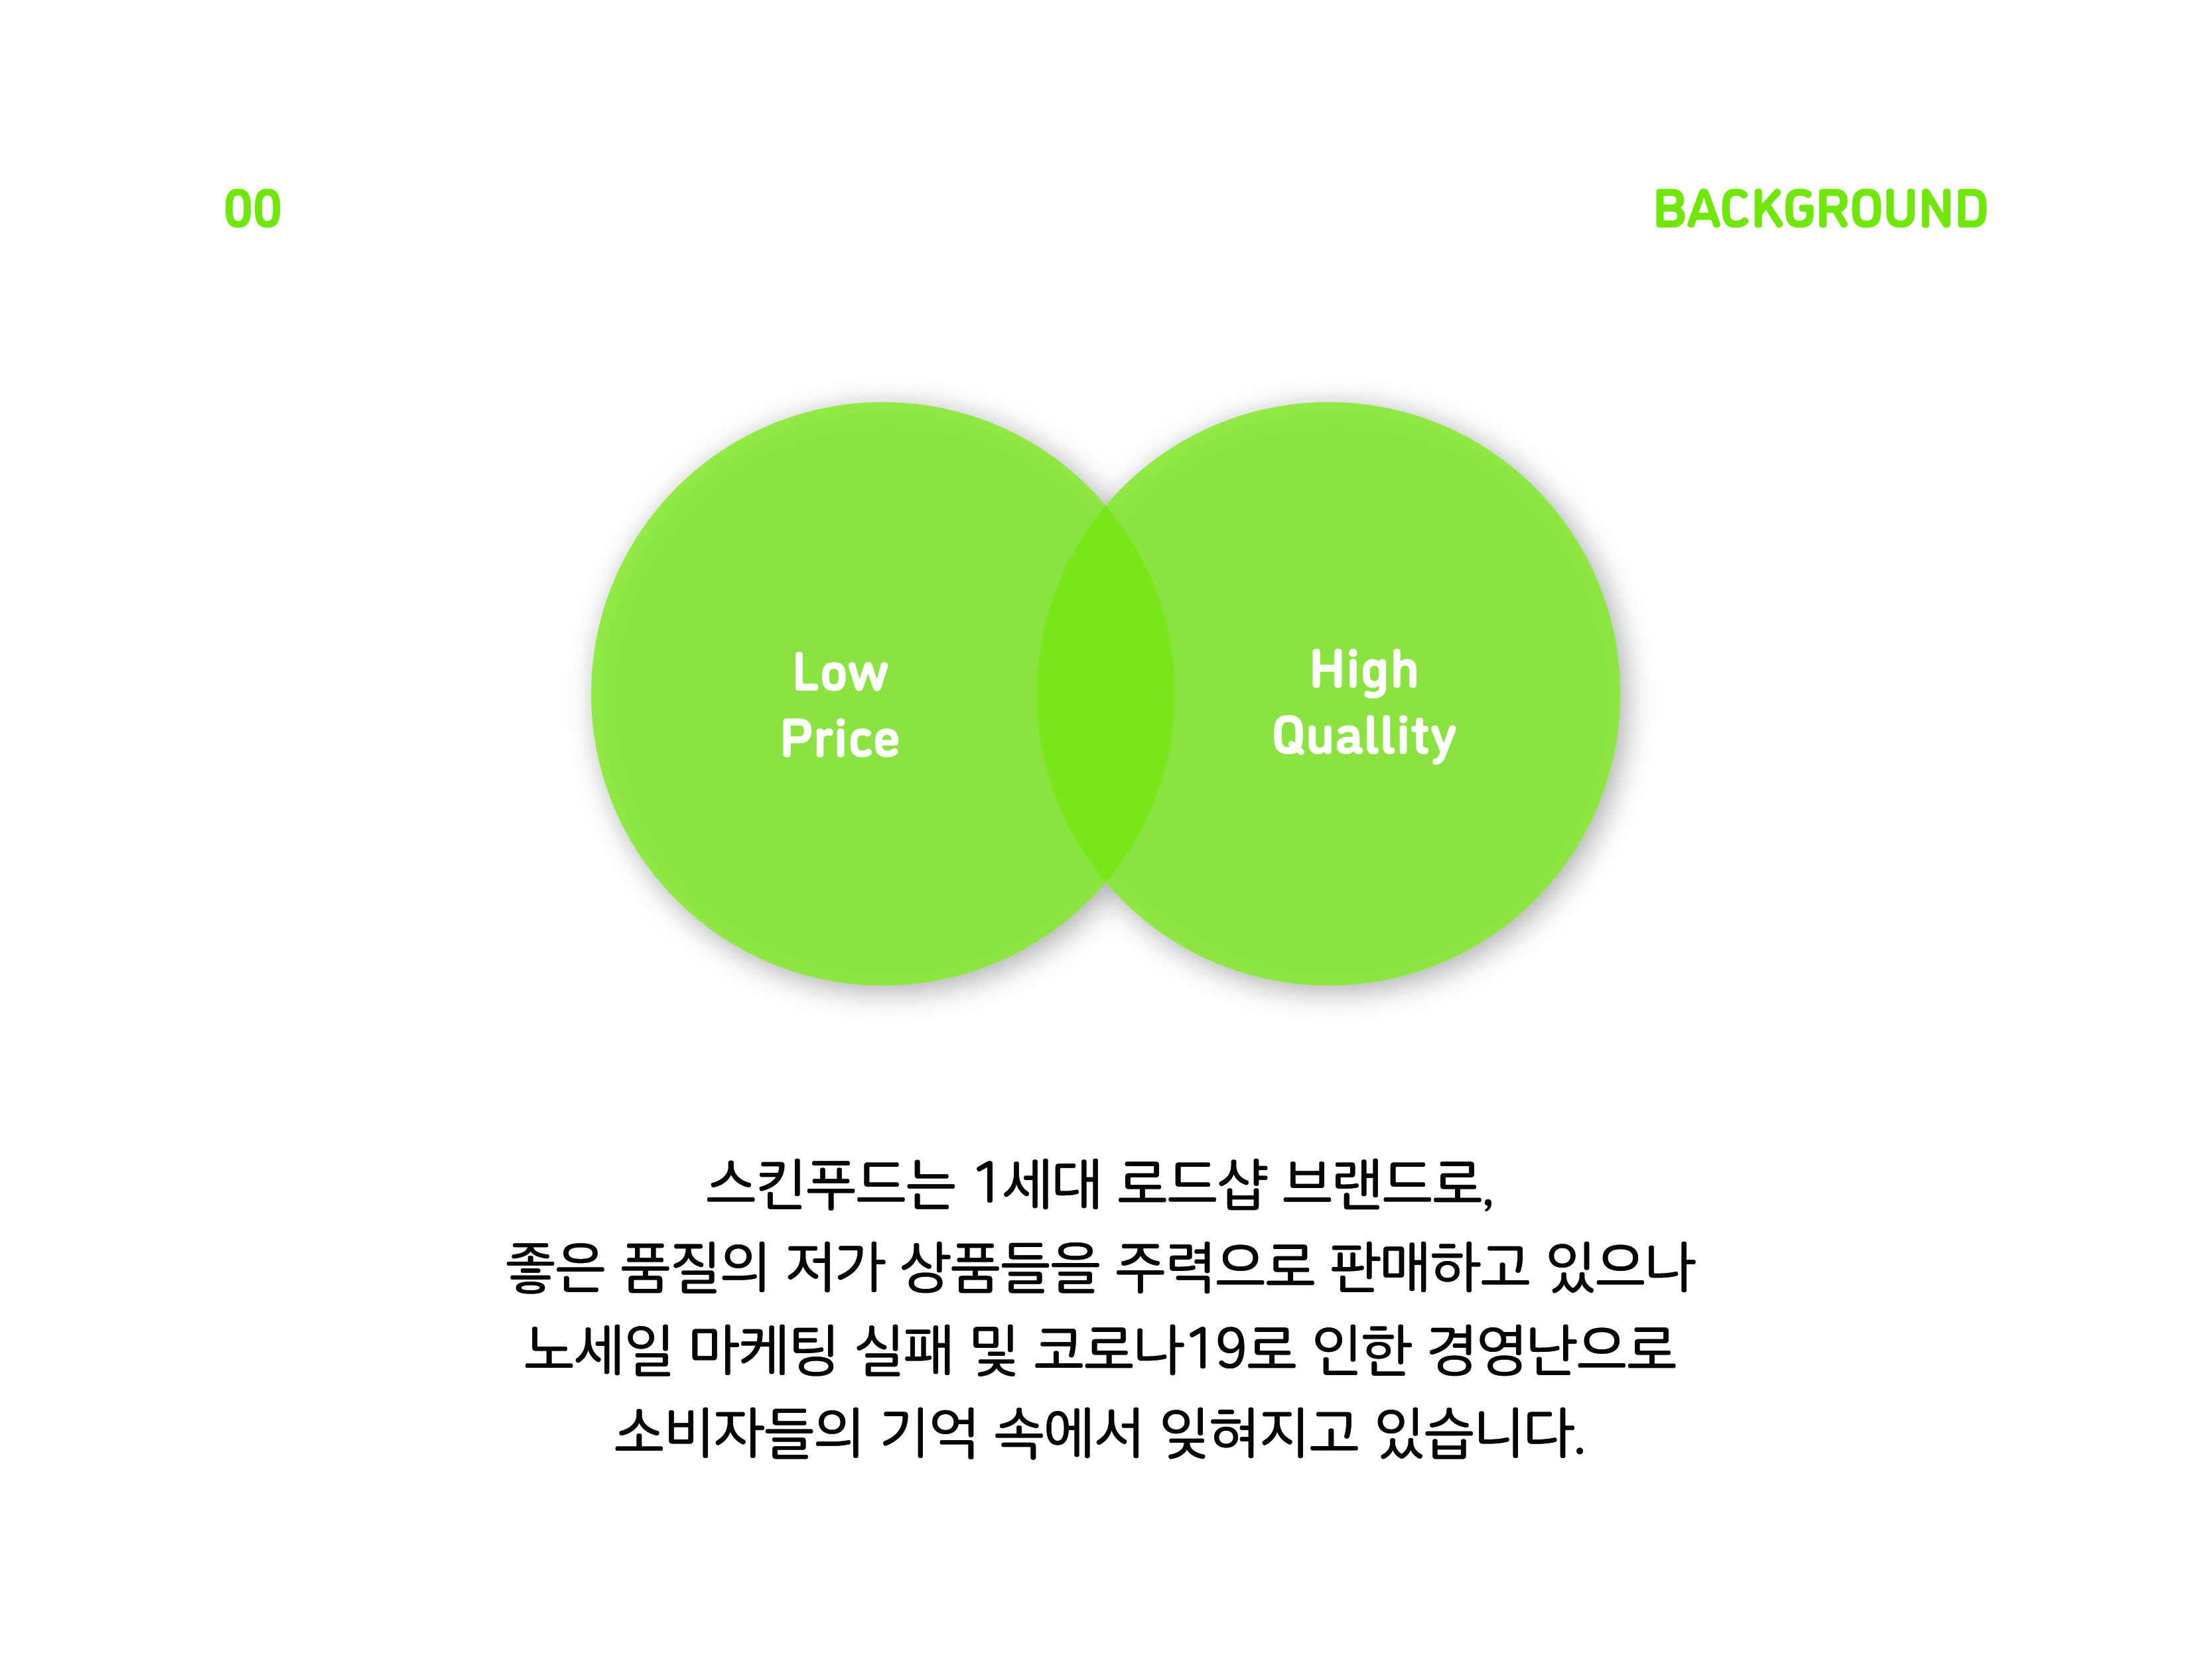 00
BACKGROUND
Low
Price
High
Quallity
스킨푸드는 1세대 로드샵 브랜드로,
좋은 품질의 저가 상품들을 주력으로 판매하고 있으나
노세일 마케팅 실패 및 코로나19로 인한 경영난으로
소비자들의 기억 속에서 잊혀지고 있습니다.